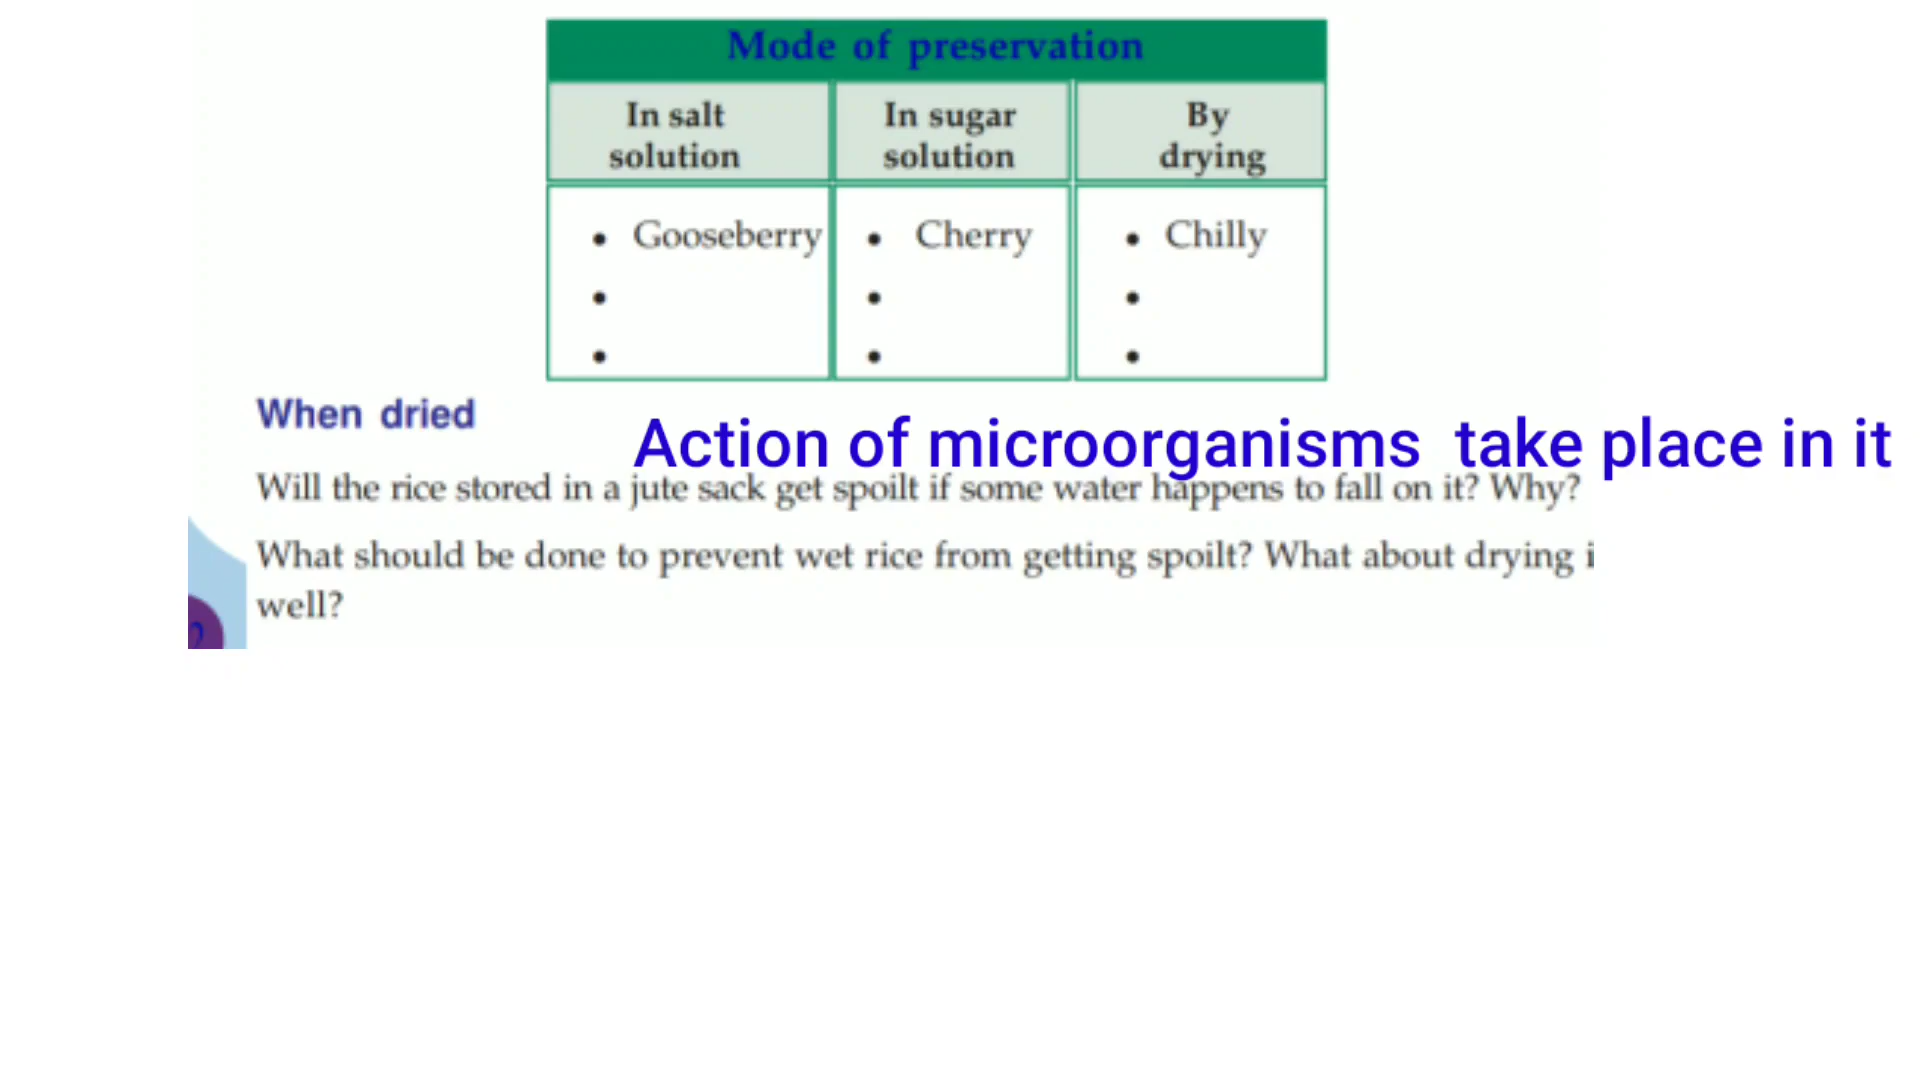 Mode of preservation
In salt solution
In sugar solution
By drying
• Gooseberry
•
•
• Cherry
•
•
• Chilly
•
•
When dried
Action of microorganisms take place in it
Will the rice stored in a jute sack get spoilt if some water happens to fall on it? Why?
What should be done to prevent wet rice from getting spoilt? What about drying i
well?